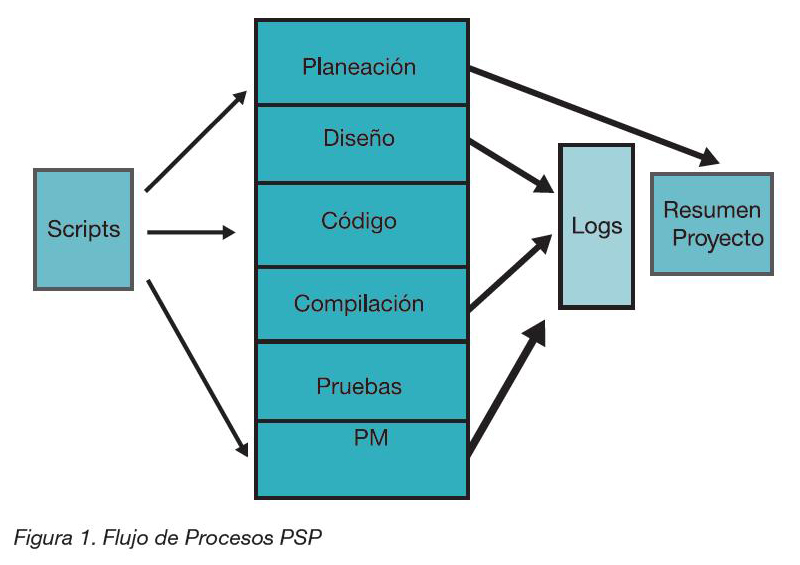 Planeación
Diseño
Scripts
Código
Logs
Resumen
Proyecto
Compilación
Pruebas
PM
Figura 1. Flujo de Procesos PSP